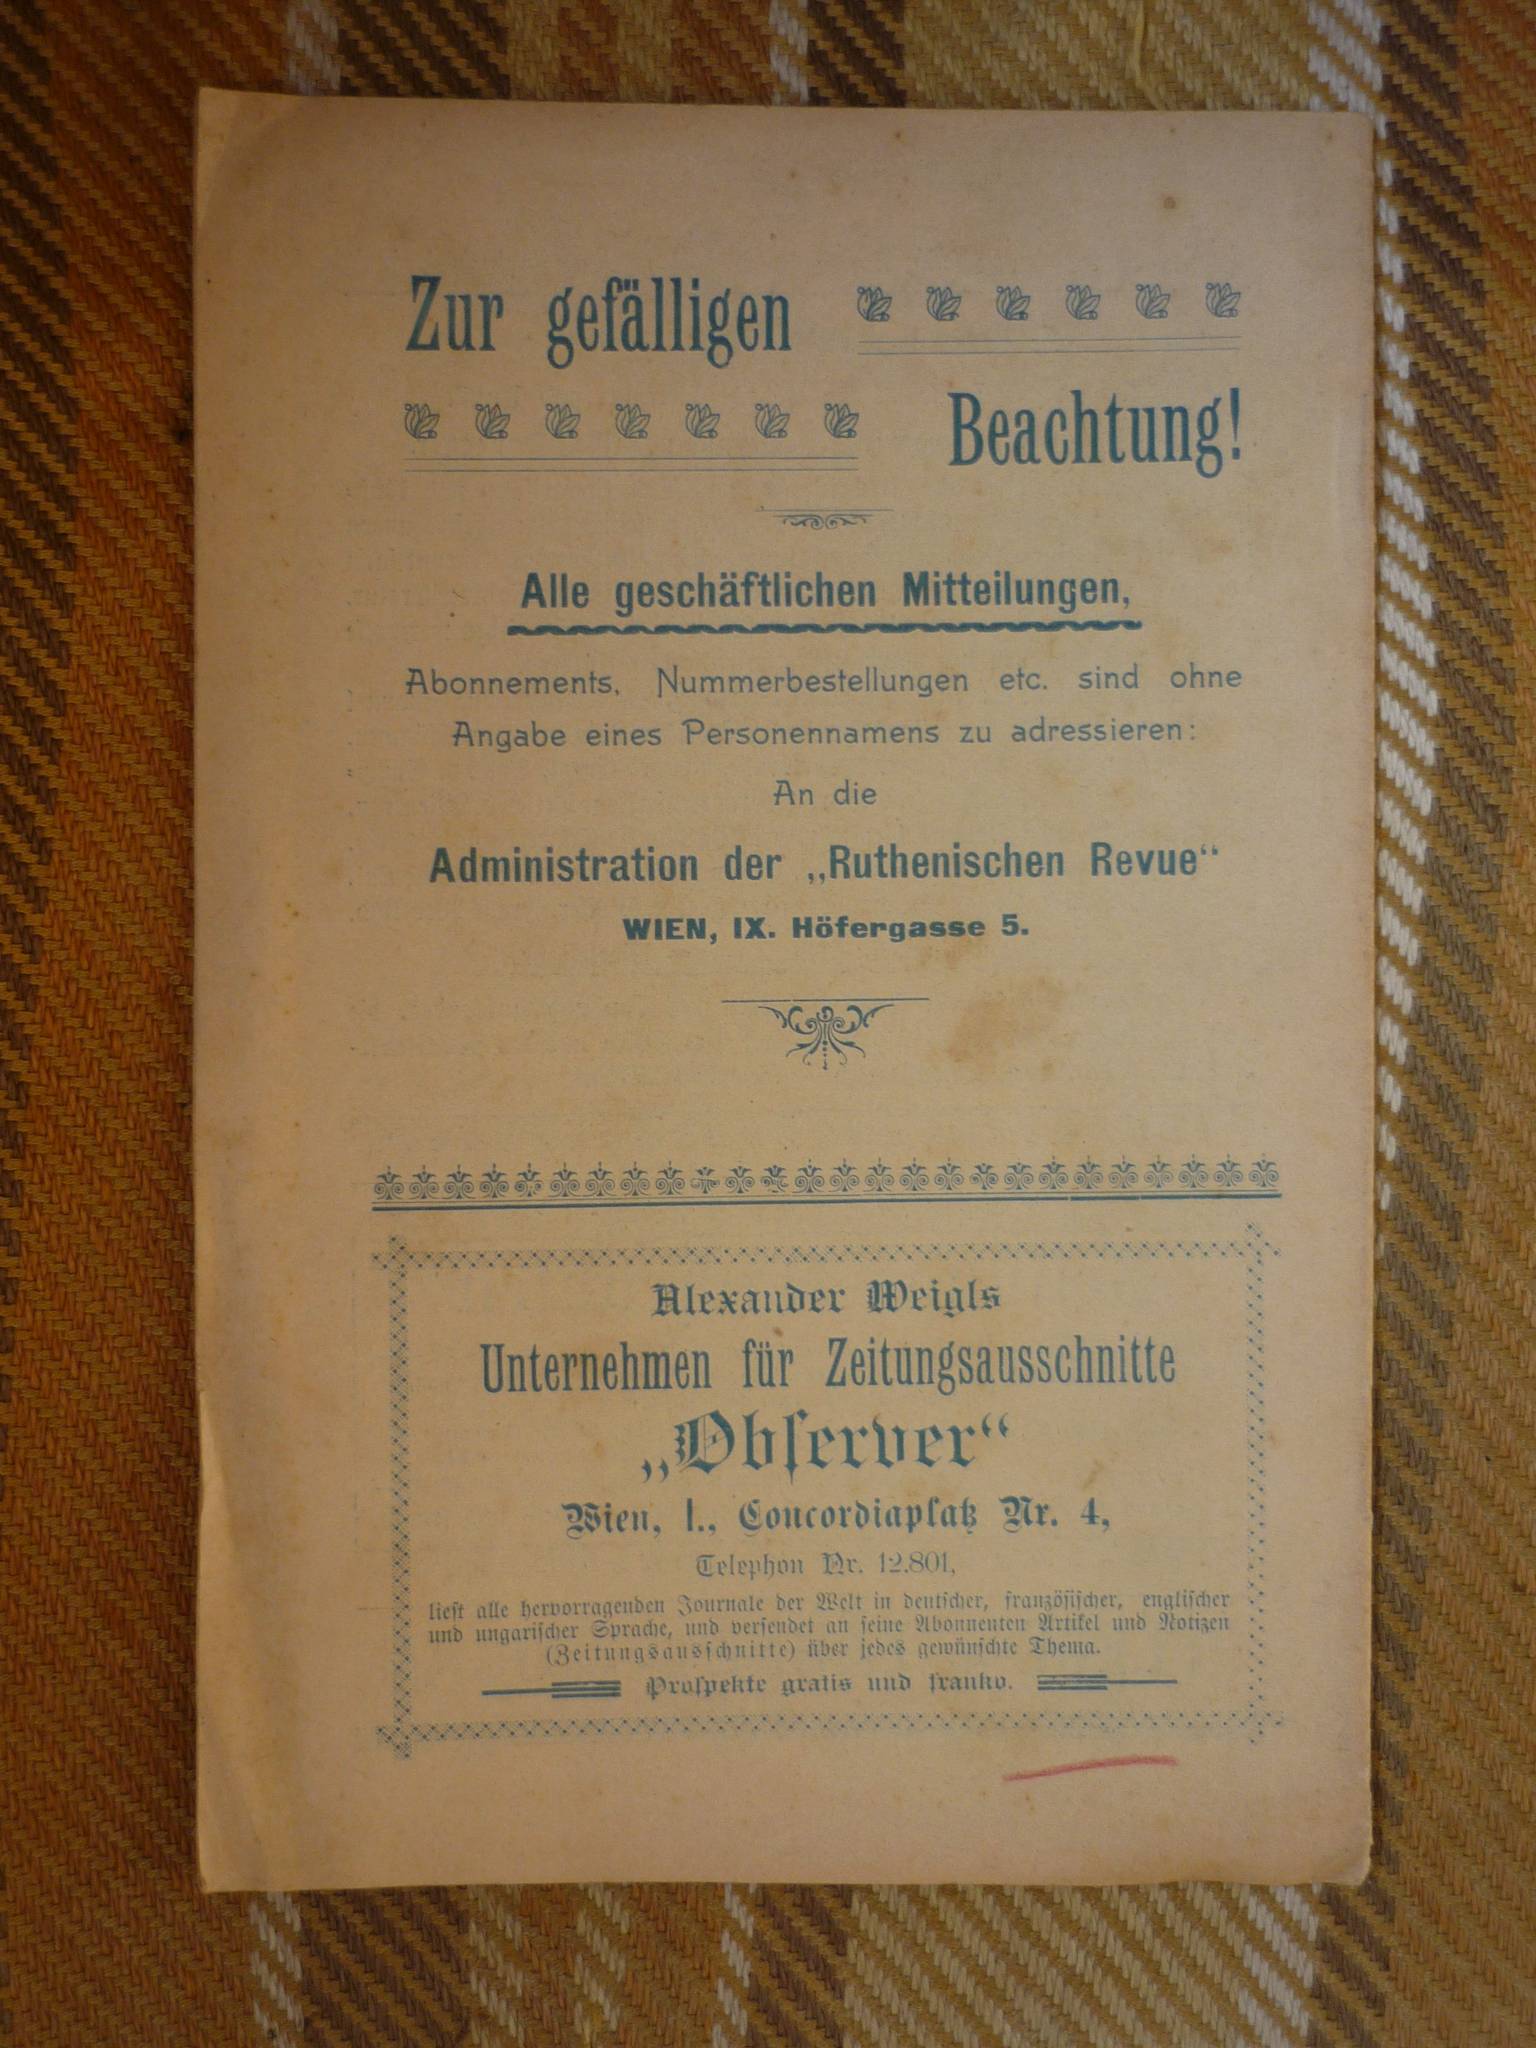 Zur gefälligen
Beachtung!
Alle geschäftlichen Mitteilungen,
Abonnements, Nummerbestellungen etc. sind ohne
Angabe eines Personennamens zu adressieren:
An die
Administration der „Ruthenischen Revue“
WIEN, IX. Höfergasse 5.
Alexander Weigls
Unternehmen für Zeitungsausschnitte
„Obſerver“
Wien, I., Concordiaplatz Nr. 4,
Telephon Nr. 12.801,
lieſt alle hervorragenden Journale der Welt in deutſcher, franzöſiſcher, engliſcher
und ungariſcher Sprache, und verſendet an ſeine Abonnenten Artikel und Notizen
(Zeitungsausſchnitte) über jedes gewünſchte Thema.
Proſpekte gratis und franko.